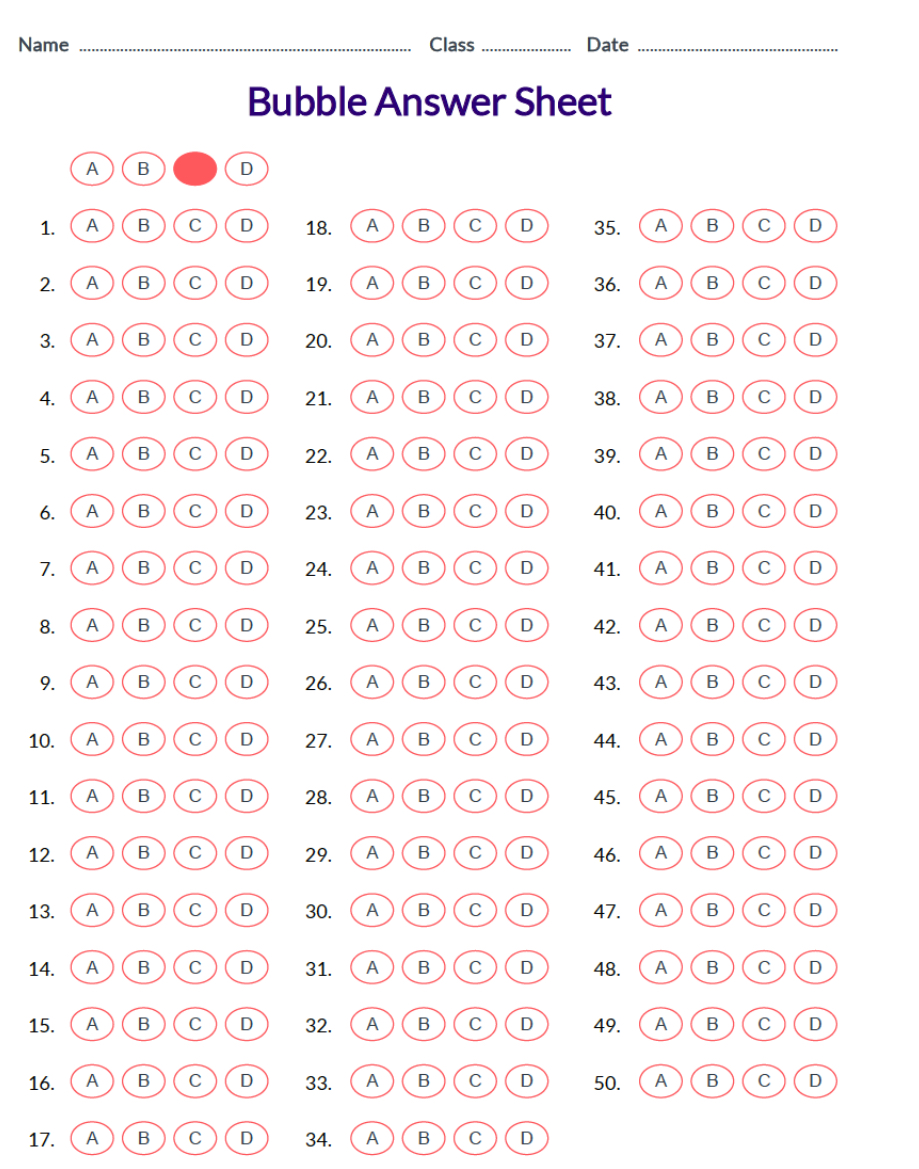 Name ........................................................................ Class ...................... Date ..................................................
Bubble Answer Sheet
A B D
1. A B C D
2. A B C D
3. A B C D
4. A B C D
5. A B C D
6. A B C D
7. A B C D
8. A B C D
9. A B C D
10. A B C D
11. A B C D
12. A B C D
13. A B C D
14. A B C D
15. A B C D
16. A B C D
17. A B C D
18. A B C D
19. A B C D
20. A B C D
21. A B C D
22. A B C D
23. A B C D
24. A B C D
25. A B C D
26. A B C D
27. A B C D
28. A B C D
29. A B C D
30. A B C D
31. A B C D
32. A B C D
33. A B C D
34. A B C D
35. A B C D
36. A B C D
37. A B C D
38. A B C D
39. A B C D
40. A B C D
41. A B C D
42. A B C D
43. A B C D
44. A B C D
45. A B C D
46. A B C D
47. A B C D
48. A B C D
49. A B C D
50. A B C D